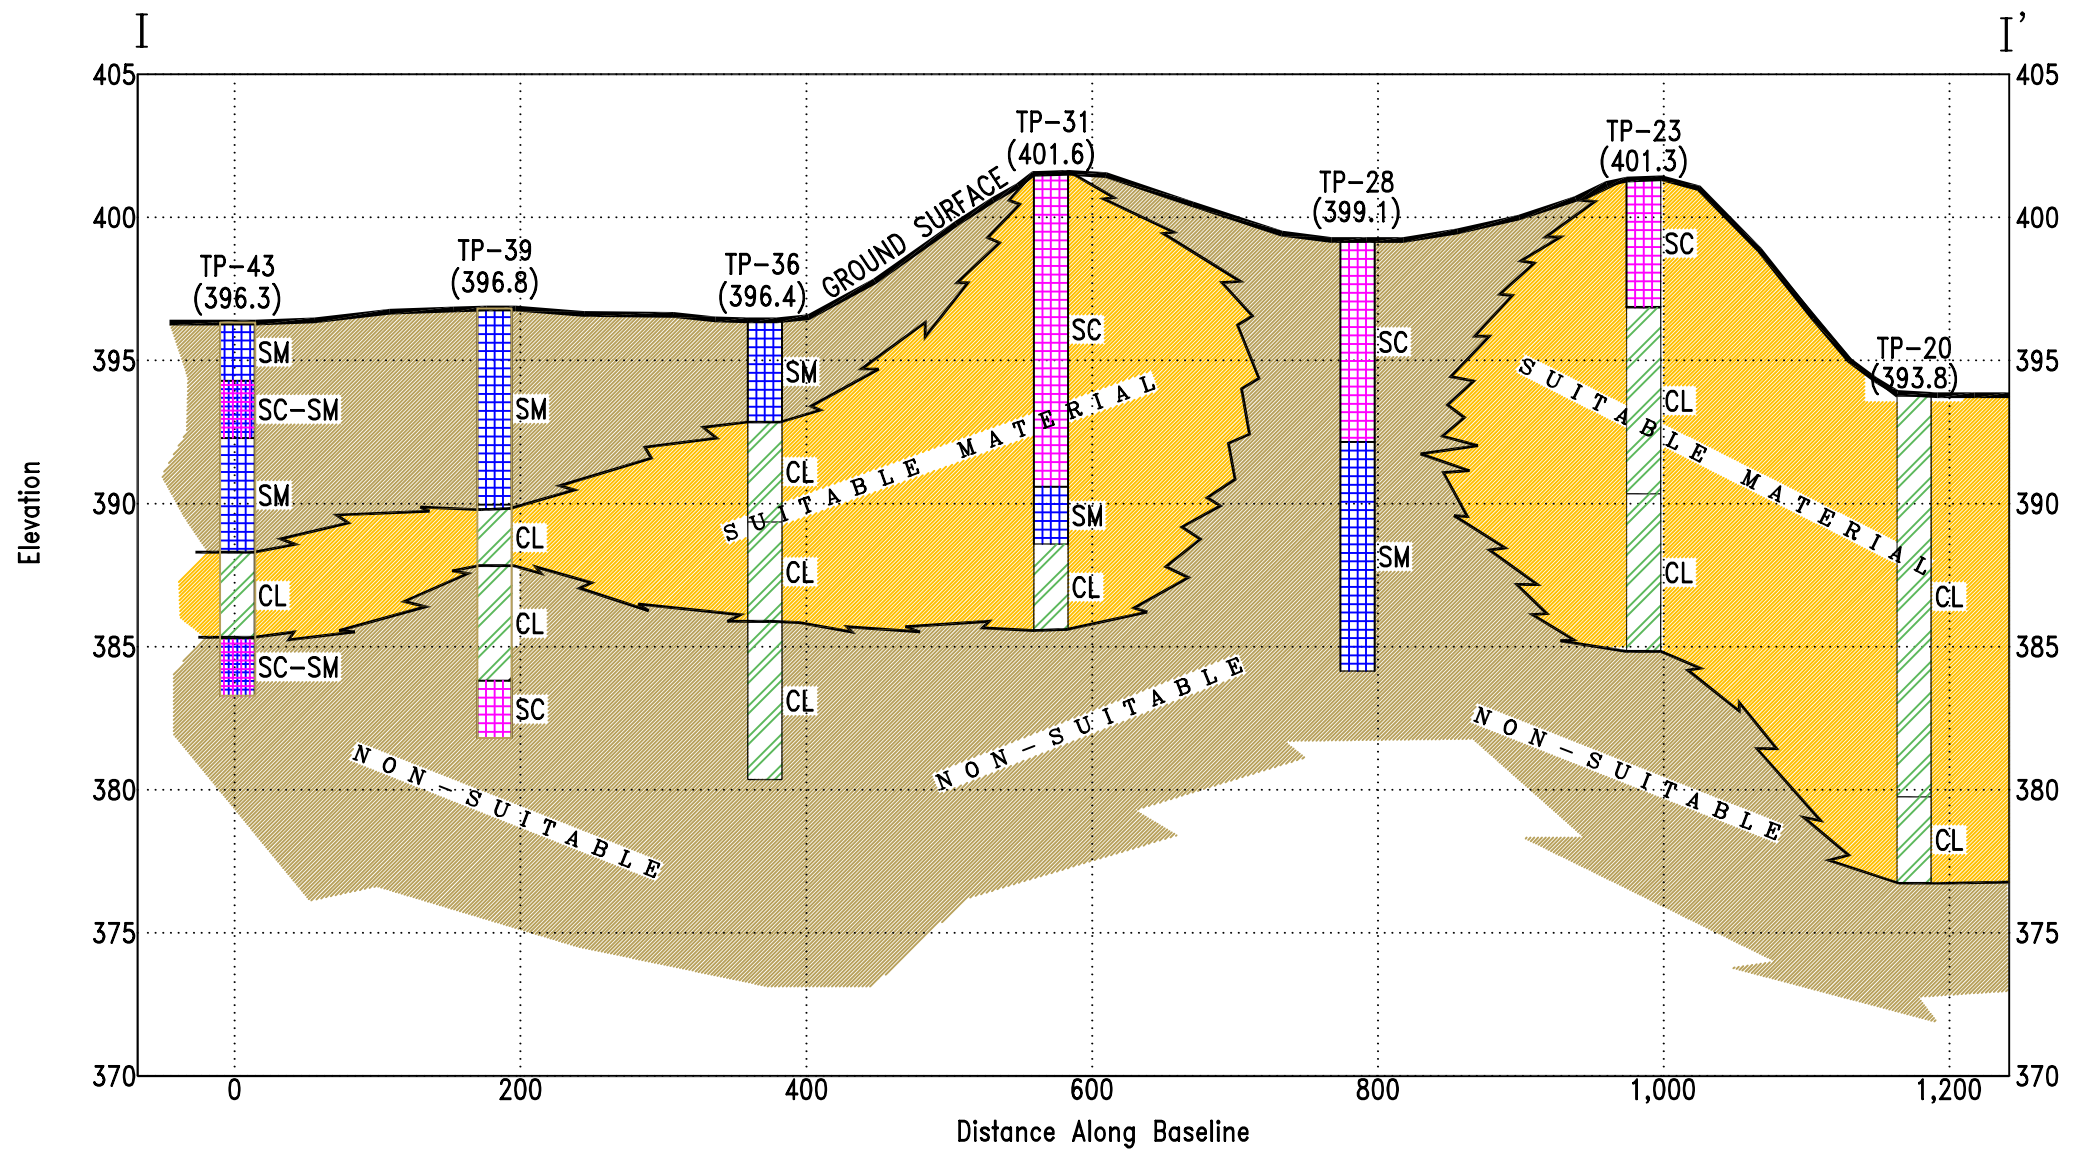 I I’
405 405
TP-31
(401.6)
TP-23
(401.3)
TP-28
(399.1)
GROUND SURFACE
400 400
TP-43
(396.3)
TP-39
(396.8)
TP-36
(396.4)
SC
SC
SC
TP-20
(393.8)
395 395
SM
SC-SM
SM
SM
SM
CL
SUITABLE MATERIAL
SUITABLE MATERIAL
CL
390 390
SM
CL
CL
CL
SM
CL
SM
CL
CL
CL
CL
385 385
SC-SM
SC
CL
NON-SUITABLE
NON-SUITABLE
NON-SUITABLE
380 380
CL
375 375
370 370
Elevation
0 200 400 600 800 1,000 1,200
Distance Along Baseline